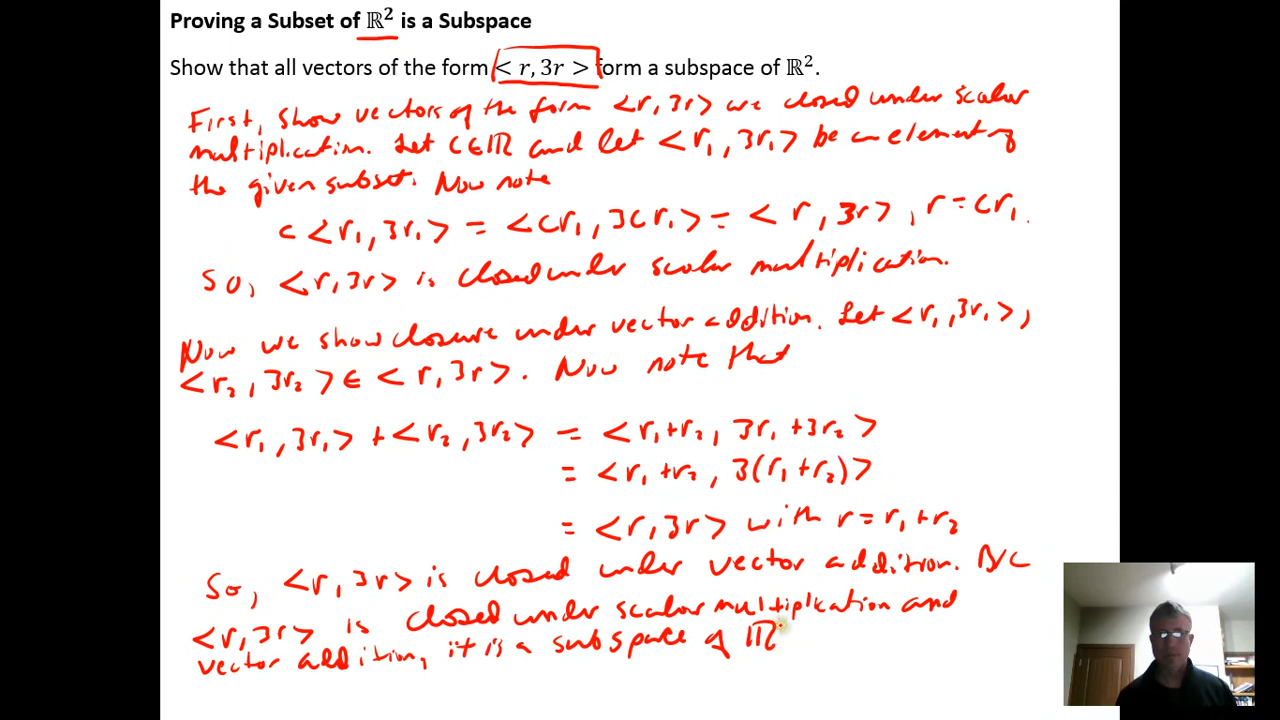 Proving a Subset of ℝ² is a Subspace
Show that all vectors of the form < r, 3r > form a subspace of ℝ².
First, show vectors of the form <r, 3r> are closed under scalar
multiplication. Let c∈ℝ and let <r₁, 3r₁> be an element of
the given subset. Now note
c<r₁, 3r₁> = <cr₁, 3cr₁> = <r, 3r>, r = cr₁.
So, <r, 3r> is closed under scalar multiplication.
Now we show closure under vector addition. Let <r₁, 3r₁>,
<r₂, 3r₂> ∈ <r, 3r>. Now note that
<r₁, 3r₁> + <r₂, 3r₂> = <r₁+r₂, 3r₁+3r₂>
= <r₁+r₂, 3(r₁+r₂)>
= <r, 3r> with r = r₁+r₂
So, <r, 3r> is closed under vector addition. B/C
<r, 3r> is closed under scalar multiplication and
vector addition, it is a subspace of ℝ